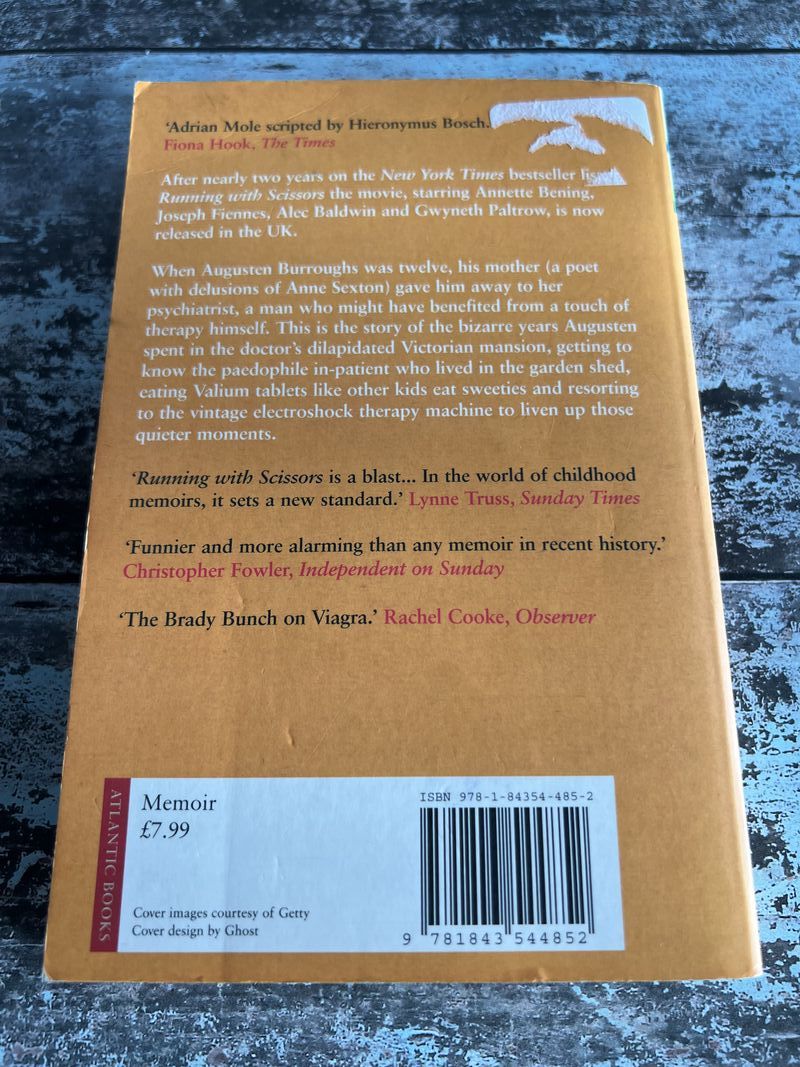 ‘Adrian Mole scripted by Hieronymus Bosch.
Fiona Hook, The Times
After nearly two years on the New York Times bestseller
Running with Scissors the movie, starring Annette Bening,
Joseph Fiennes, Alec Baldwin and Gwyneth Paltrow, is now
released in the UK.
When Augusten Burroughs was twelve, his mother (a poet
with delusions of Anne Sexton) gave him away to her
psychiatrist, a man who might have benefited from a touch of
therapy himself. This is the story of the bizarre years Augusten
spent in the doctor’s dilapidated Victorian mansion, getting to
know the paedophile in-patient who lived in the garden shed,
eating Valium tablets like other kids eat sweeties and resorting
to the vintage electroshock therapy machine to liven up those
quieter moments.
‘Running with Scissors is a blast... In the world of childhood
memoirs, it sets a new standard.’ Lynne Truss, Sunday Times
‘Funnier and more alarming than any memoir in recent history.’
Christopher Fowler, Independent on Sunday
‘The Brady Bunch on Viagra.’ Rachel Cooke, Observer
ATLANTIC BOOKS
Memoir
£7.99
Cover images courtesy of Getty
Cover design by Ghost
ISBN 978-1-84354-485-2
9 781843 544852